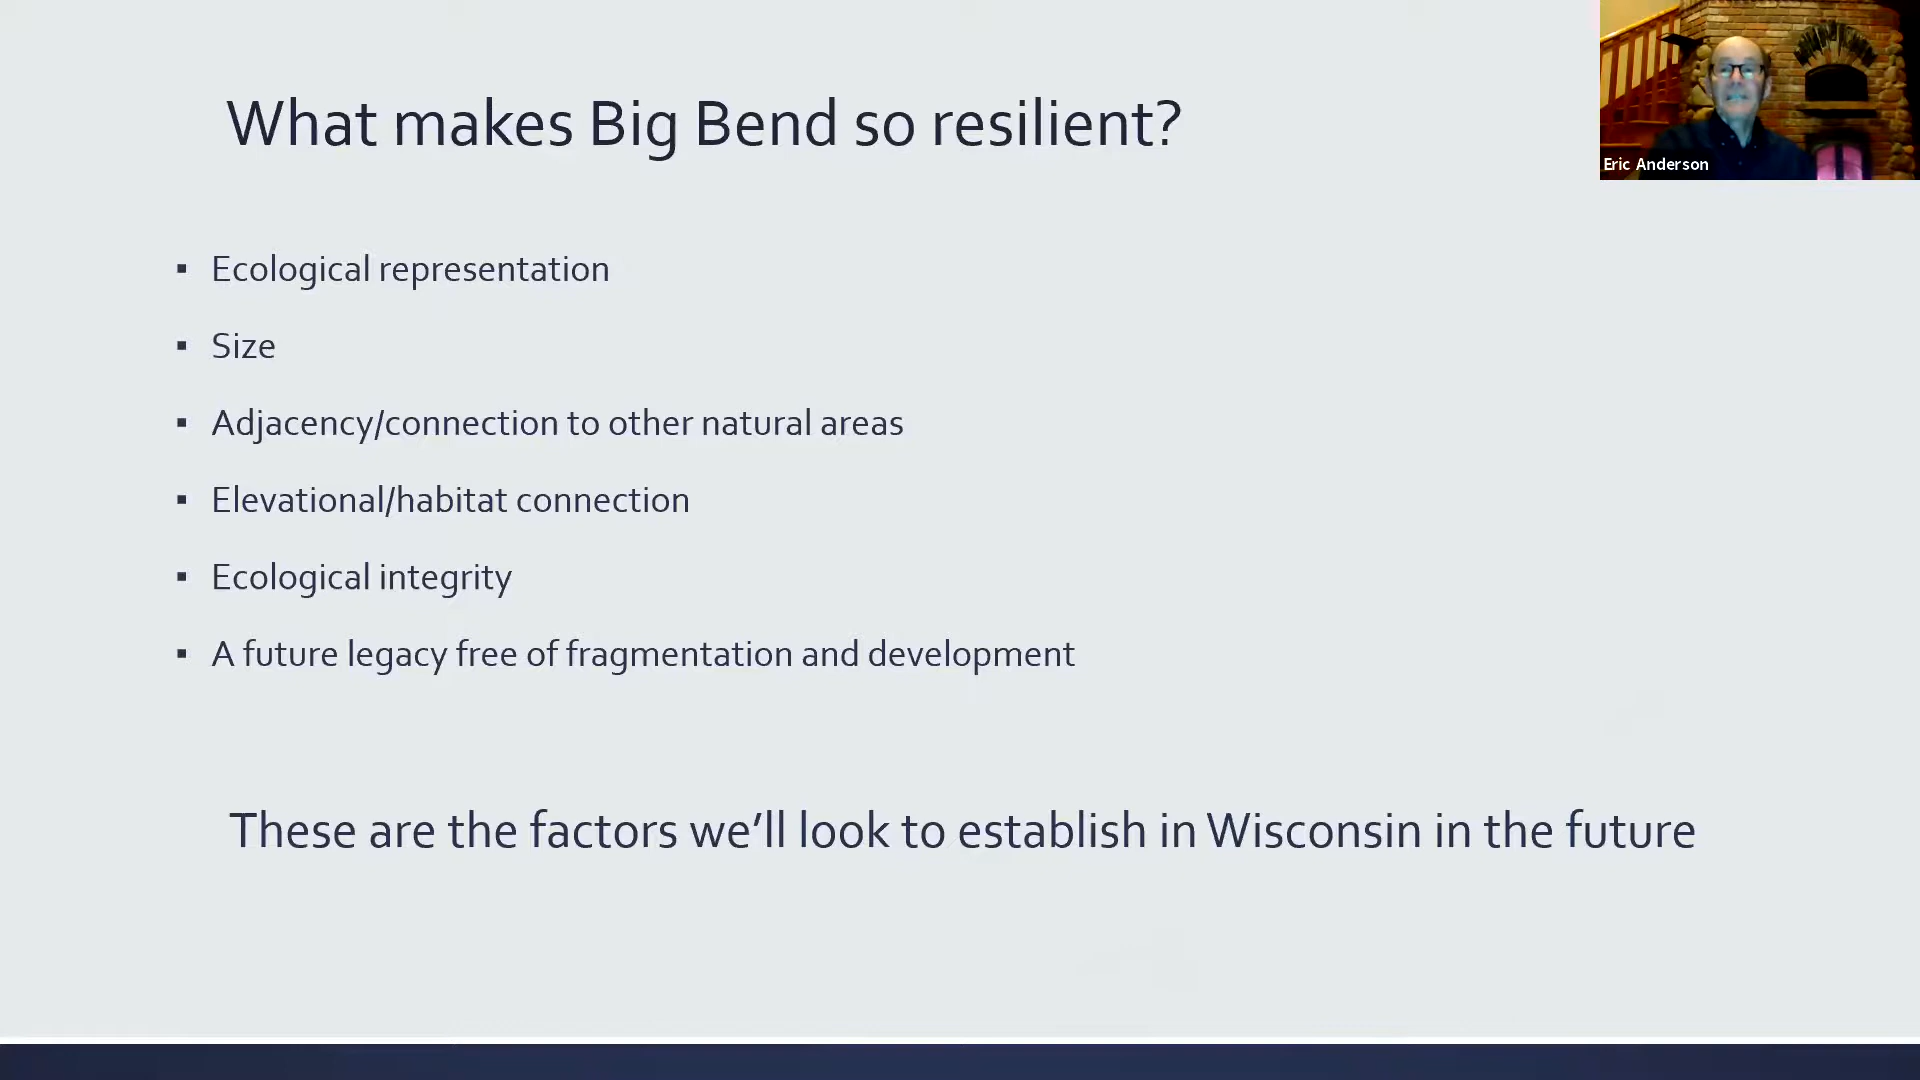 What makes Big Bend so resilient?
Eric Anderson
▪ Ecological representation
▪ Size
▪ Adjacency/connection to other natural areas
▪ Elevational/habitat connection
▪ Ecological integrity
▪ A future legacy free of fragmentation and development
These are the factors we’ll look to establish in Wisconsin in the future